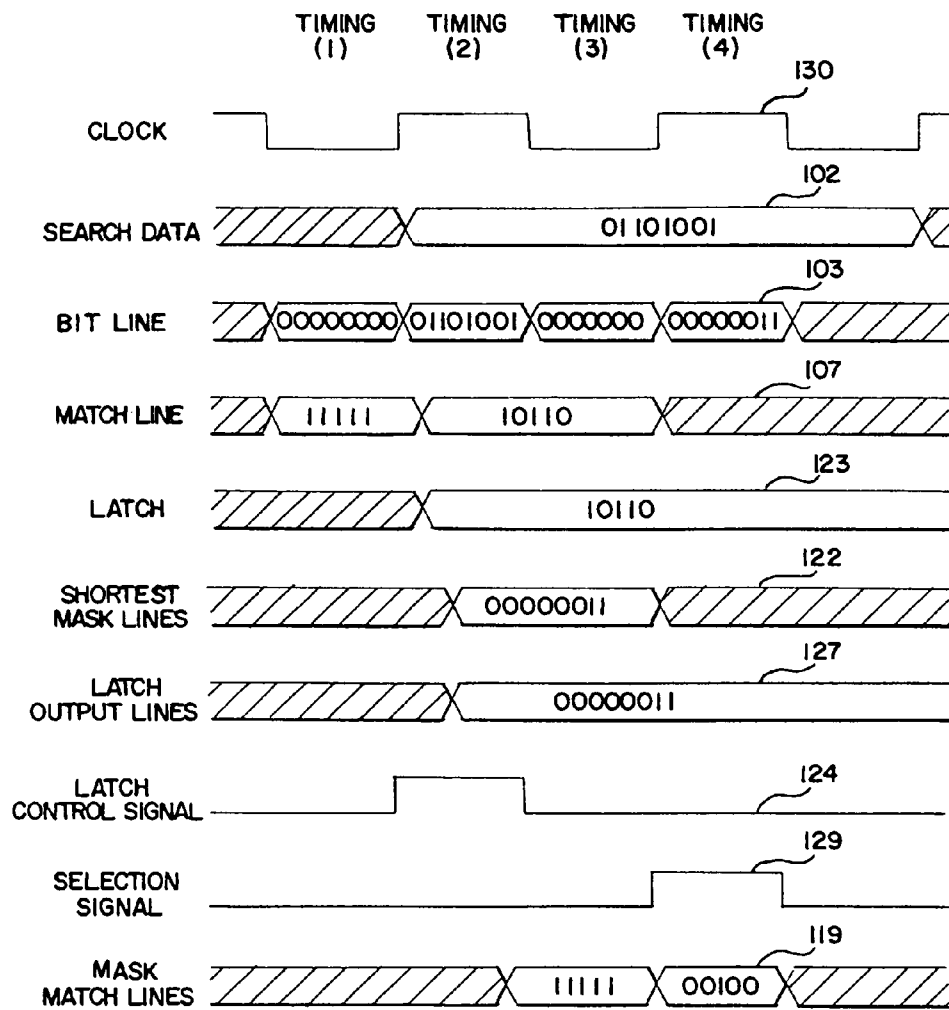 TIMING (1) TIMING (2) TIMING (3) TIMING (4)
130
CLOCK
102
SEARCH DATA 01101001
103
BIT LINE 00000000 01101001 0000000 00000011
107
MATCH LINE 11111 10110
123
LATCH 10110
122
SHORTEST MASK LINES 00000011
127
LATCH OUTPUT LINES 00000011
LATCH CONTROL SIGNAL 124
129
SELECTION SIGNAL
119
MASK MATCH LINES 11111 00100